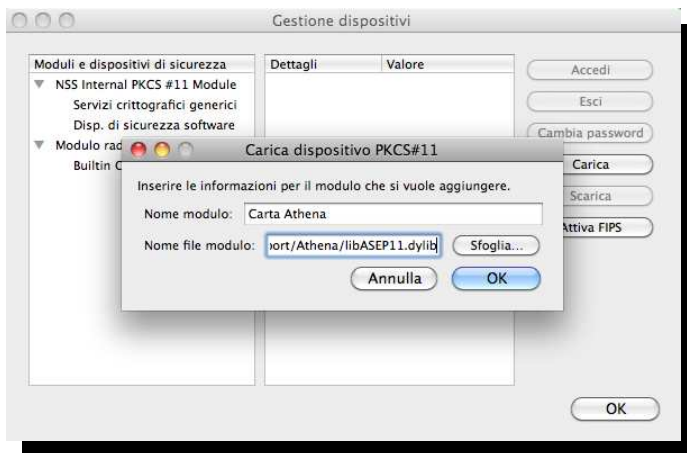 Gestione dispositivi
Moduli e dispositivi di sicurezza
Dettagli
Valore
NSS Internal PKCS #11 Module
Servizi crittografici generici
Disp. di sicurezza software
Modulo rad
Builtin
Accedi
Esci
Cambia password
Carica
Scarica
Attiva FIPS
Carica dispositivo PKCS#11
Inserire le informazioni per il modulo che si vuole aggiungere.
Nome modulo: Carta Athena
Nome file modulo: ort/Athena/libASEP11.dylib Sfoglia...
Annulla OK
OK